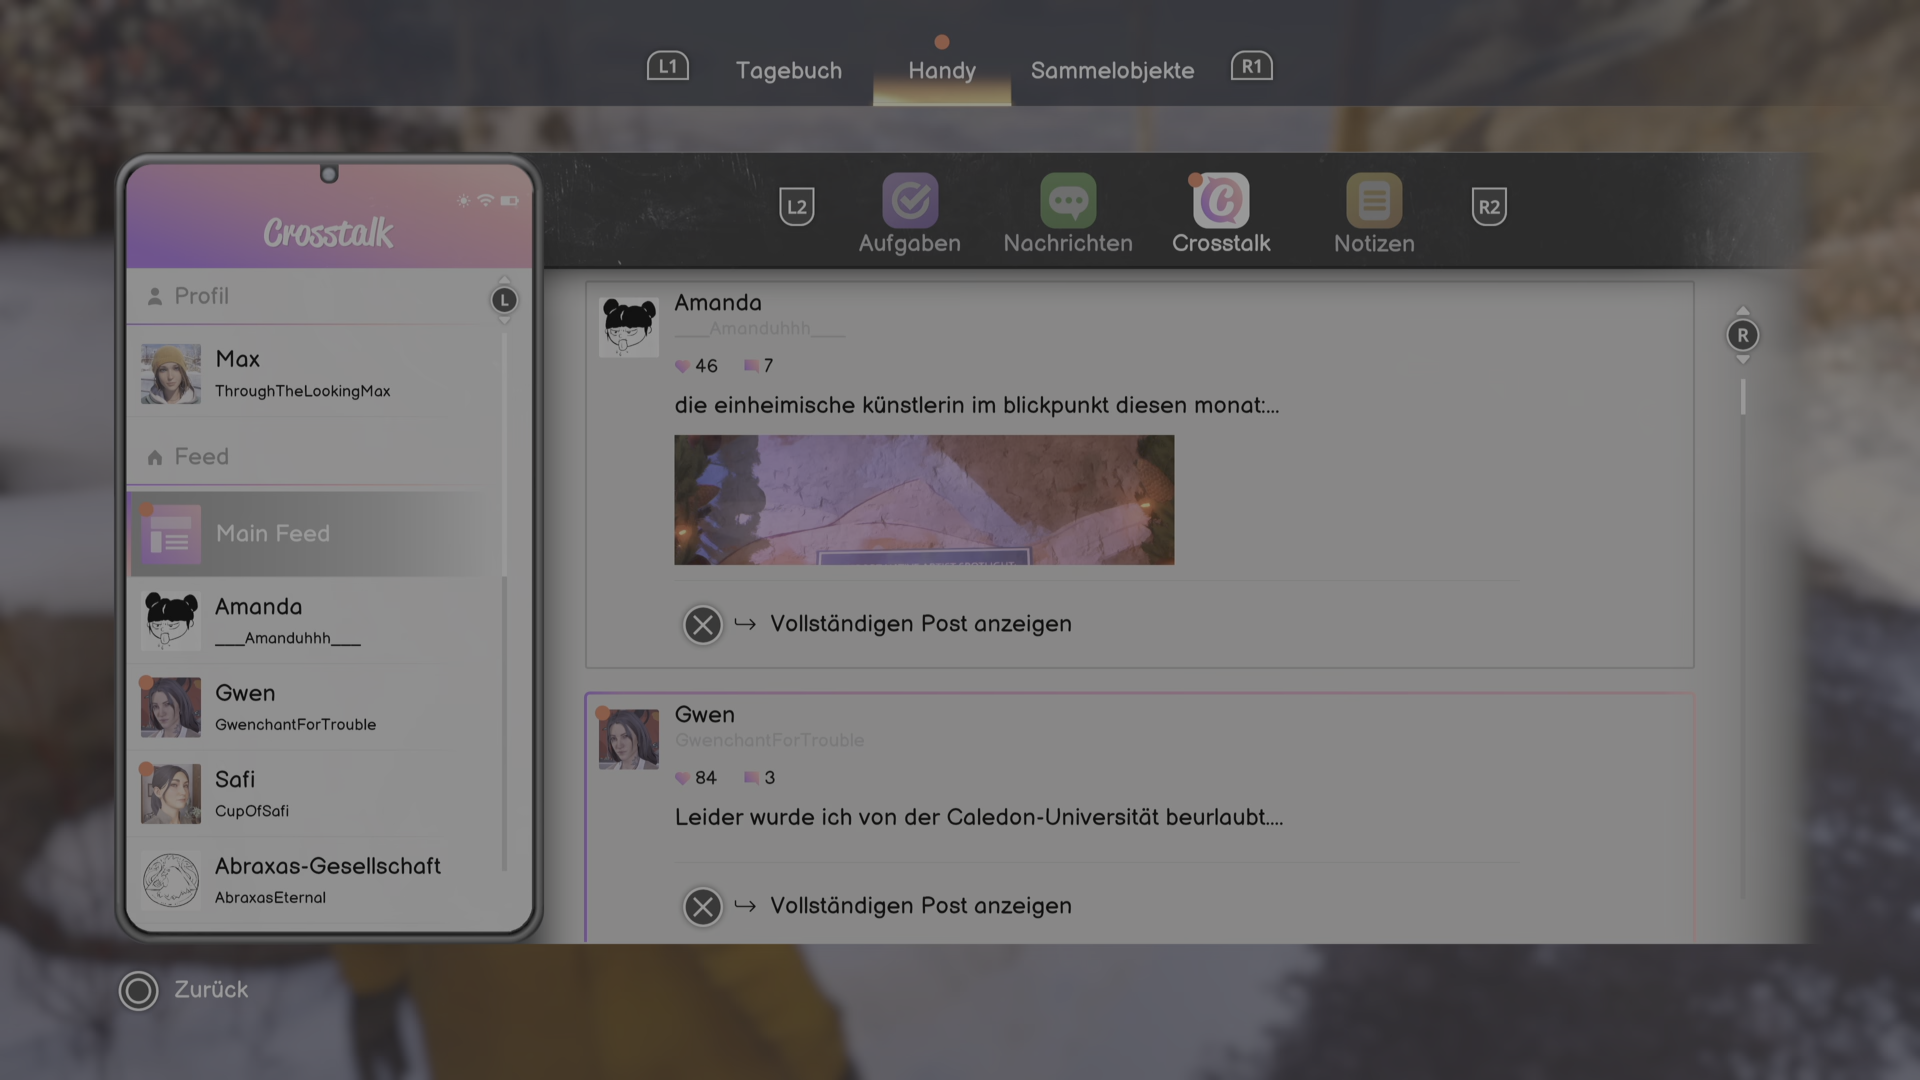 L1 Tagebuch Handy Sammelobjekte R1
Crosstalk
L2 Aufgaben Nachrichten Crosstalk Notizen R2
Profil
L
Max
ThroughTheLookingMax
Feed
Main Feed
Amanda
___Amanduhhh___
Gwen
GwenchantForTrouble
Safi
CupOfSafi
Abraxas-Gesellschaft
AbraxasEternal
Amanda
____Amanduhhh____
46 7
die einheimische künstlerin im blickpunkt diesen monat:...
Vollständigen Post anzeigen
R
Gwen
GwenchantForTrouble
84 3
Leider wurde ich von der Caledon-Universität beurlaubt....
Vollständigen Post anzeigen
Zurück